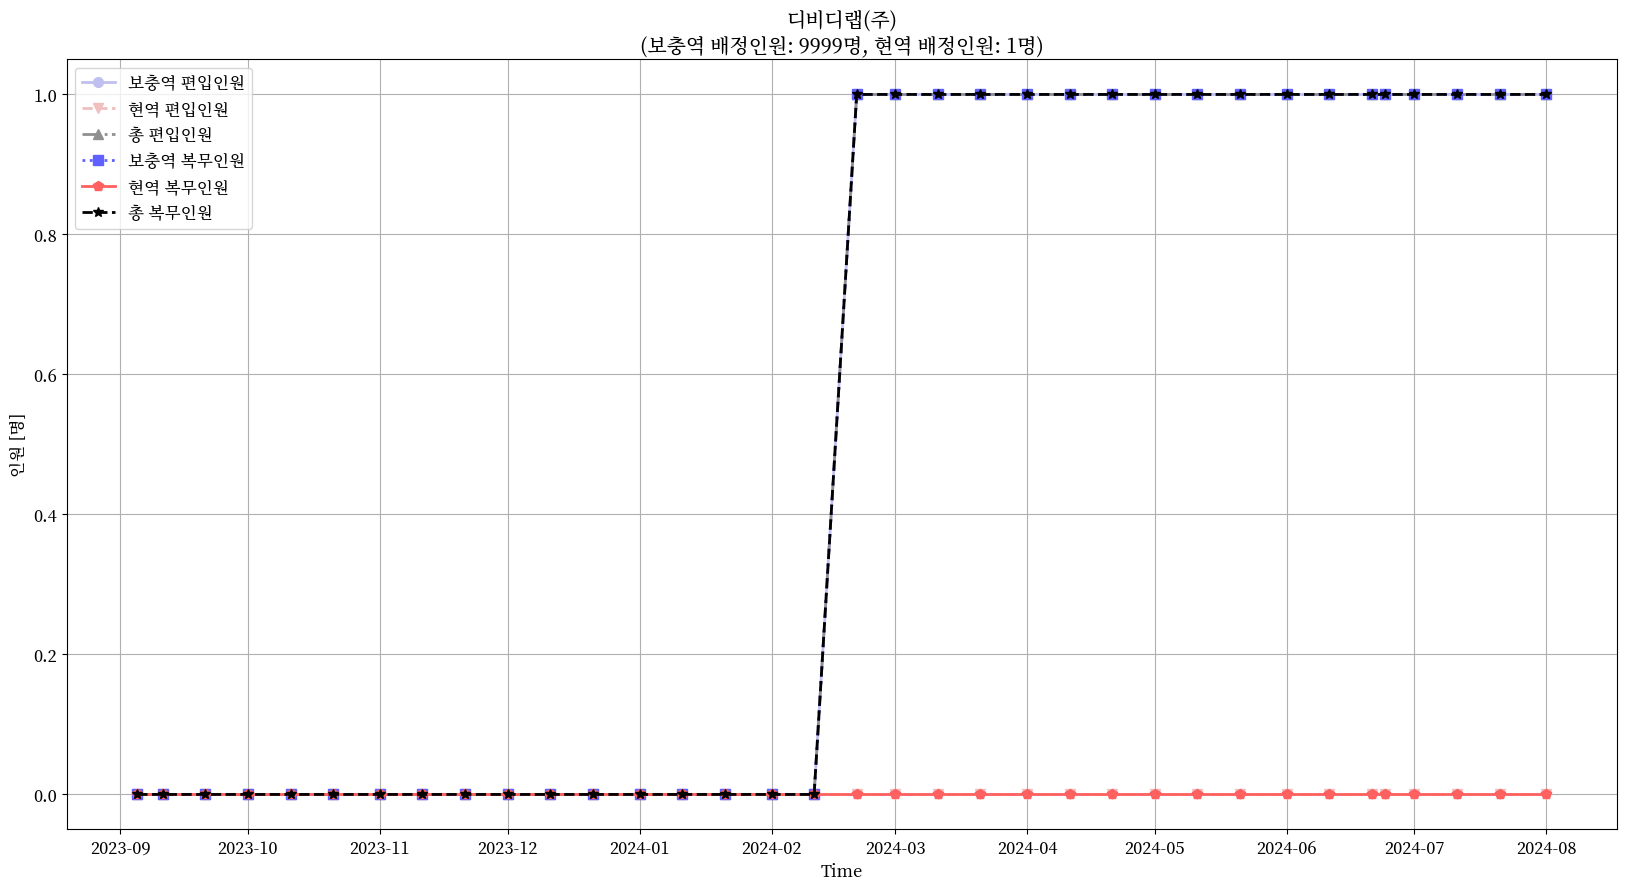 디비디랩(주)
(보충역 배정인원: 9999명, 현역 배정인원: 1명)
보충역 편입인원
현역 편입인원
총 편입인원
보충역 복무인원
현역 복무인원
총 복무인원
1.0
0.8
0.6
0.4
0.2
0.0
인원 [명]
2023-09 2023-10 2023-11 2023-12 2024-01 2024-02 2024-03 2024-04 2024-05 2024-06 2024-07 2024-08
Time